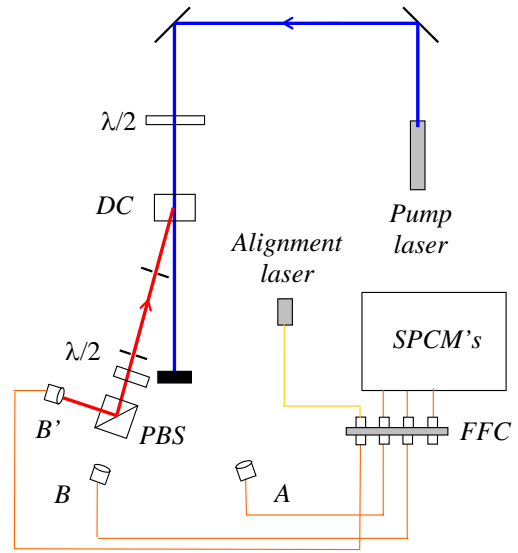 λ/2
DC
Pump
laser
Alignment
laser
SPCM's
λ/2
B'
PBS
FFC
B
A